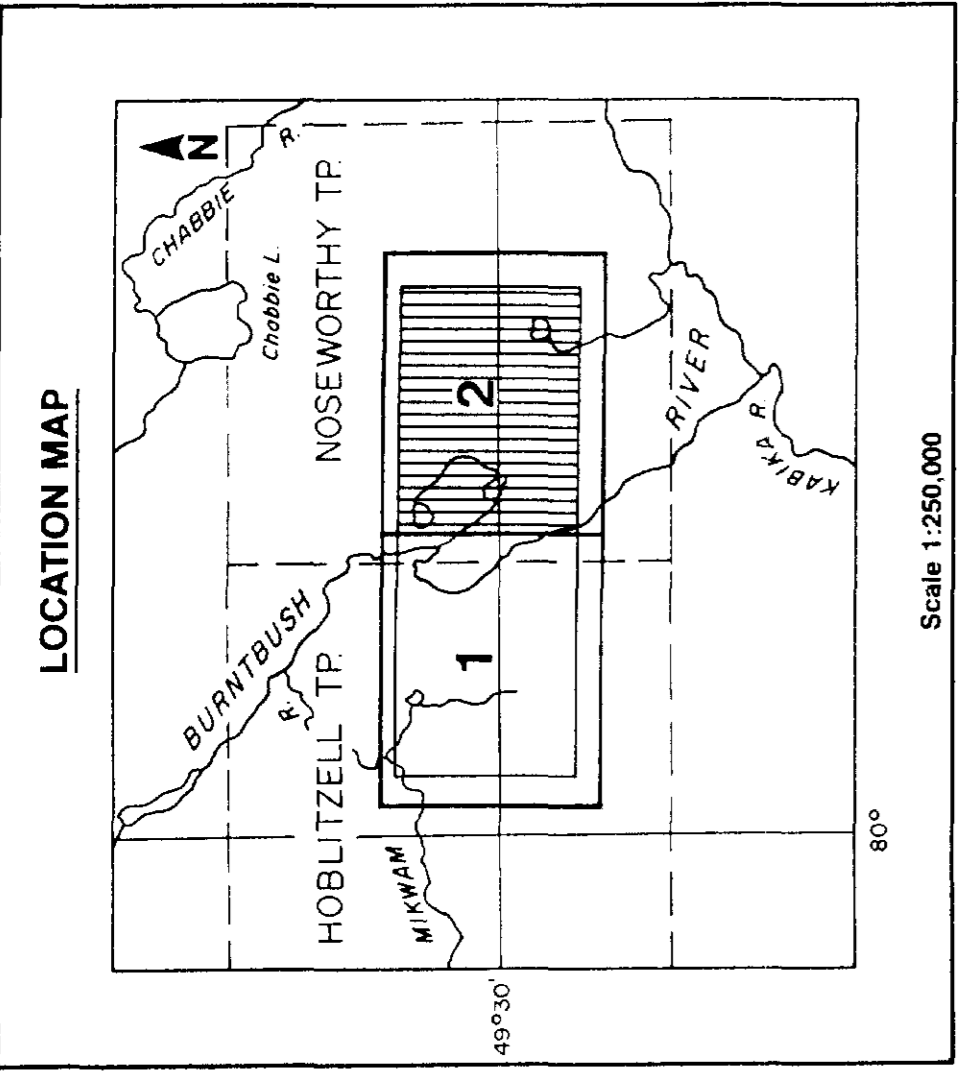 LOCATION MAP
N
CHABBIE
R.
Chabbie L.
NOSEWORTHY TP.
BURNTBUSH
R.
HOBLITZELL TP.
MIKWAM
1
2
RIVER
KABIKA R.
49°30'
80°
Scale 1:250,000